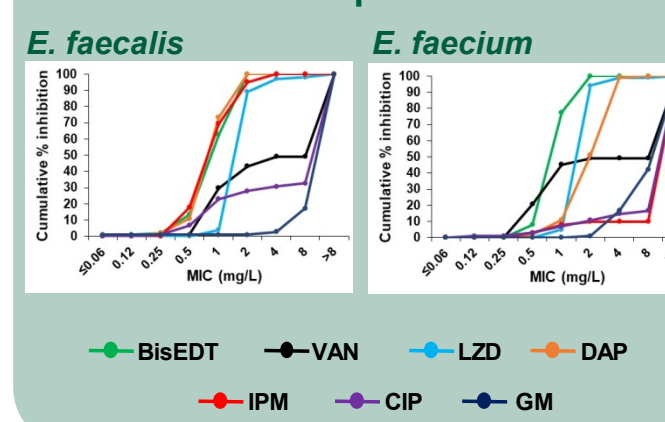 E. faecalis
E. faecium
Cumulative % inhibition
100
90
80
70
60
50
40
30
20
10
0
≤0.06 0.12 0.25 0.5 1 2 4 8 >8
MIC (mg/L)
Cumulative % inhibition
100
90
80
70
60
50
40
30
20
10
0
≤0.06 0.12 0.25 0.5 1 2 4 8
MIC (mg/L)
BisEDT VAN LZD DAP
IPM CIP GM